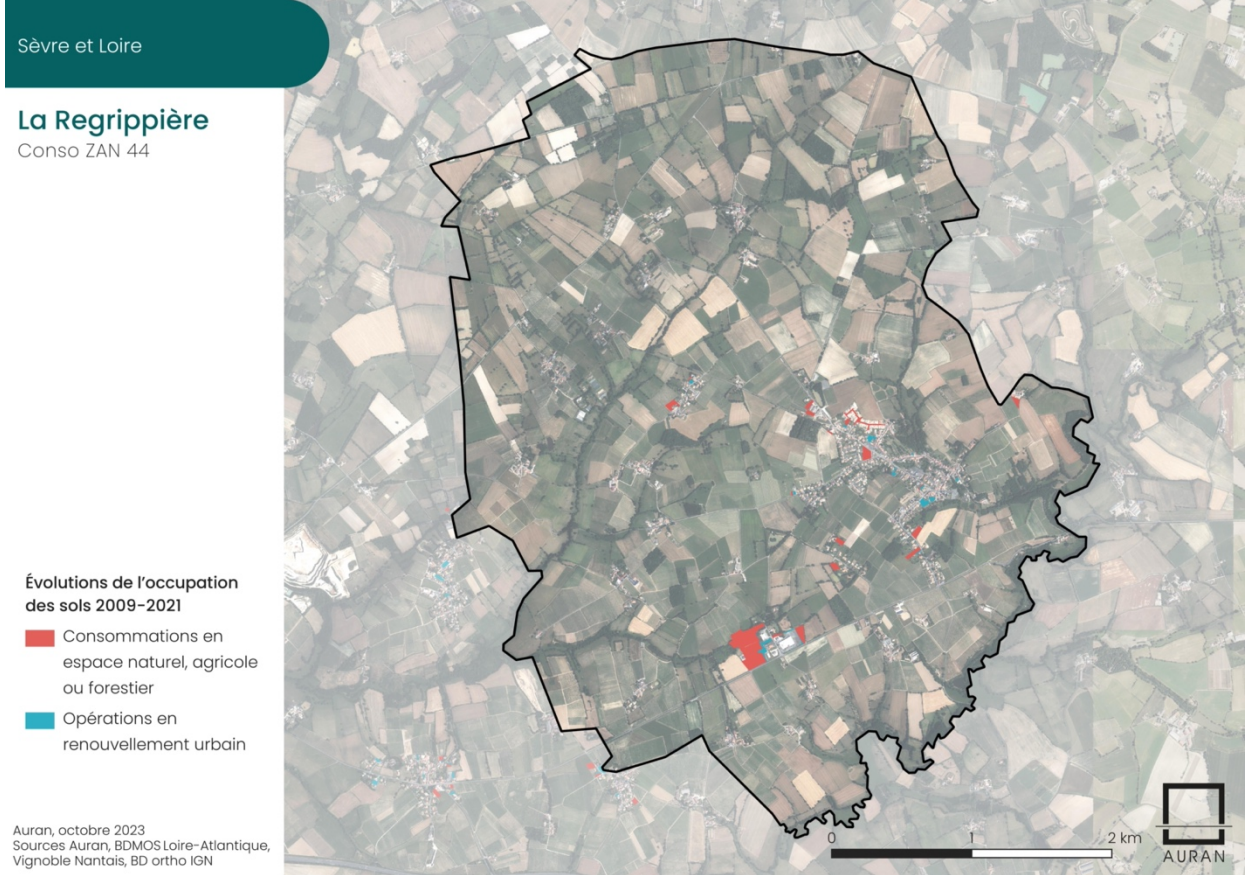 Sèvre et Loire
La Regrippière
Conso ZAN 44
Évolutions de l'occupation
des sols 2009-2021
Consommations en
espace naturel, agricole
ou forestier
Opérations en
renouvellement urbain
Auran, octobre 2023
Sources Auran, BDMOS Loire-Atlantique,
Vignoble Nantais, BD ortho IGN
0 1 2 km
AURAN